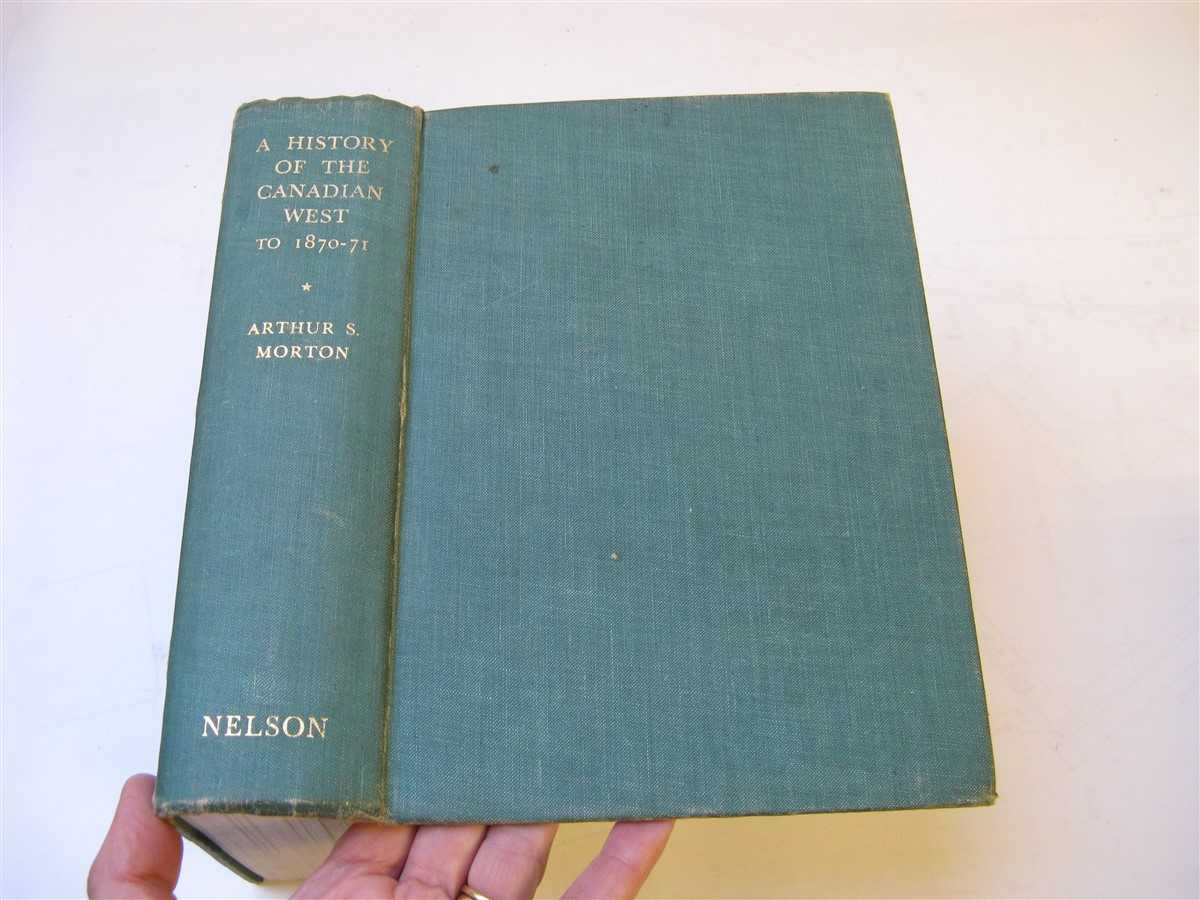 A HISTORY
OF THE
CANADIAN
WEST
TO 1870-71
ARTHUR S.
MORTON
NELSON